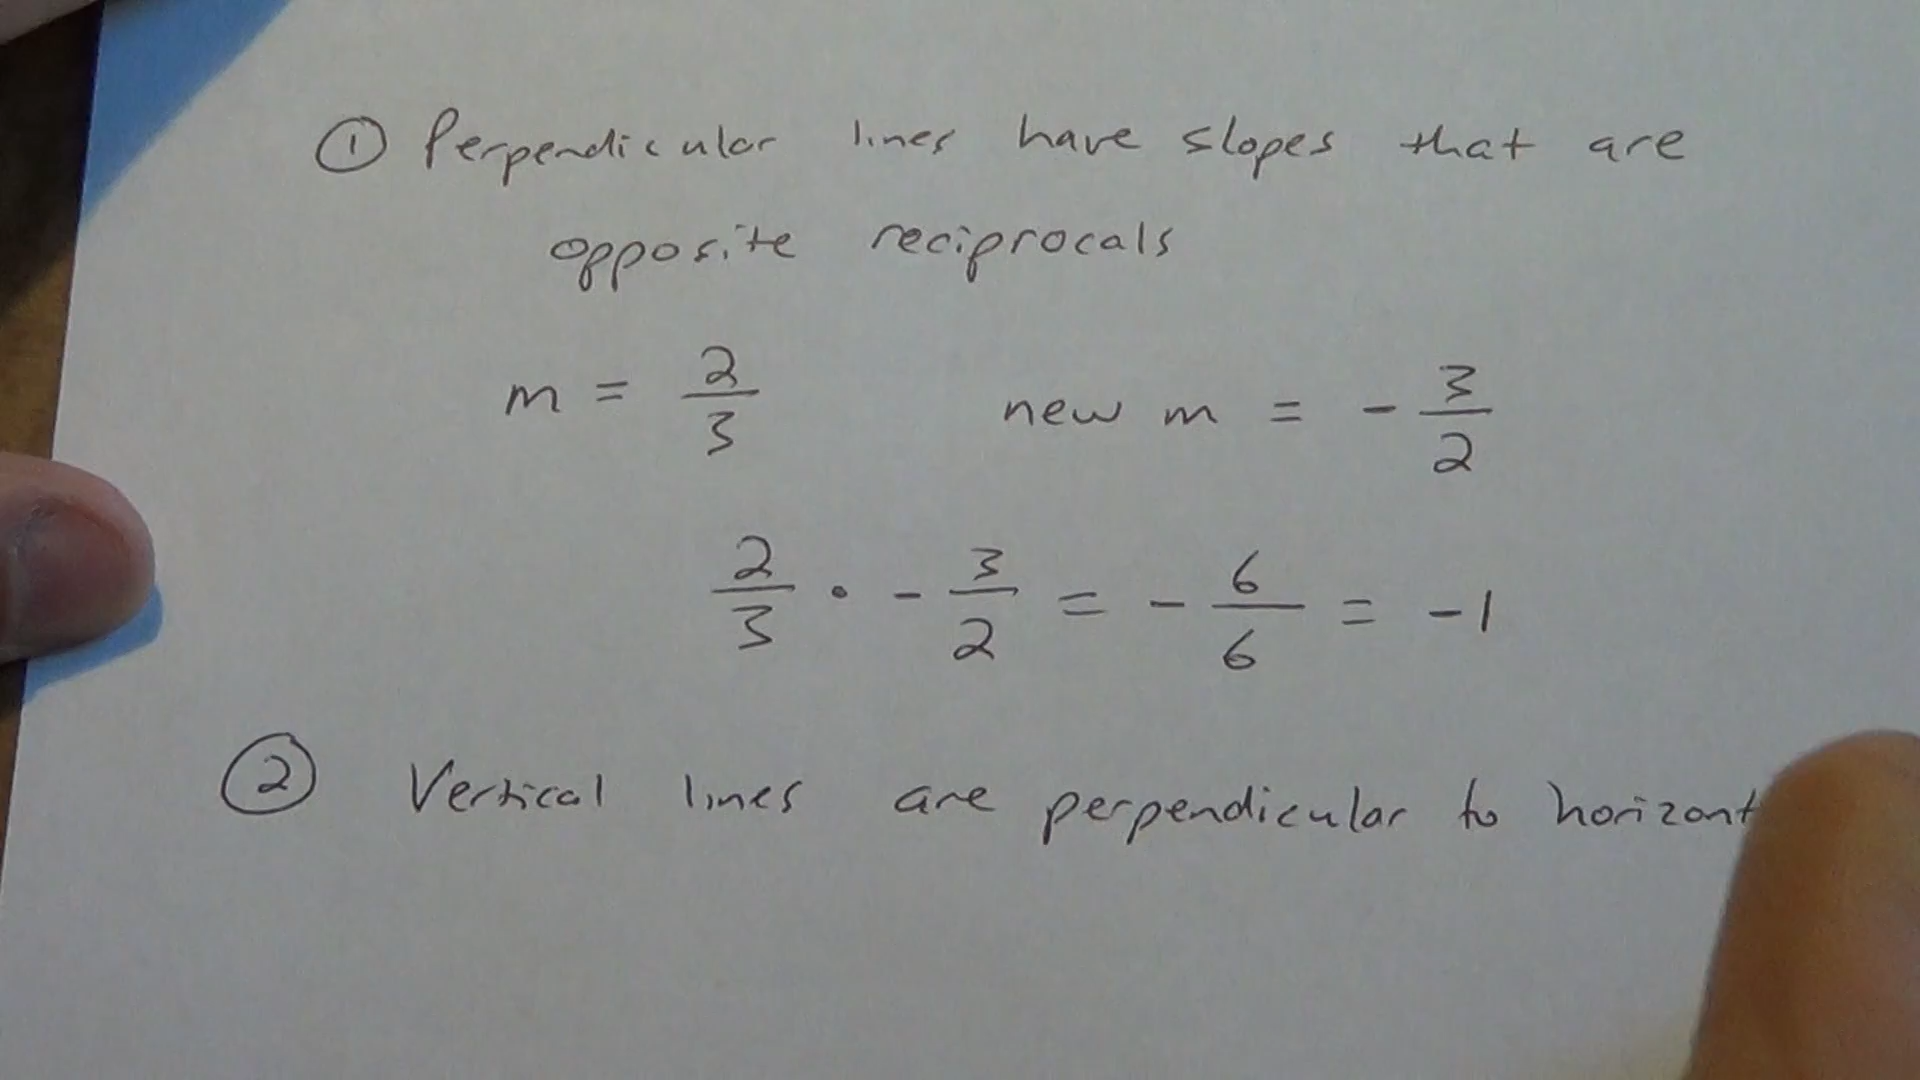 ① Perpendicular lines have slopes that are
opposite reciprocals
m = 2/3 new m = - 3/2
2/3 · - 3/2 = - 6/6 = -1
② Vertical lines are perpendicular to horizont